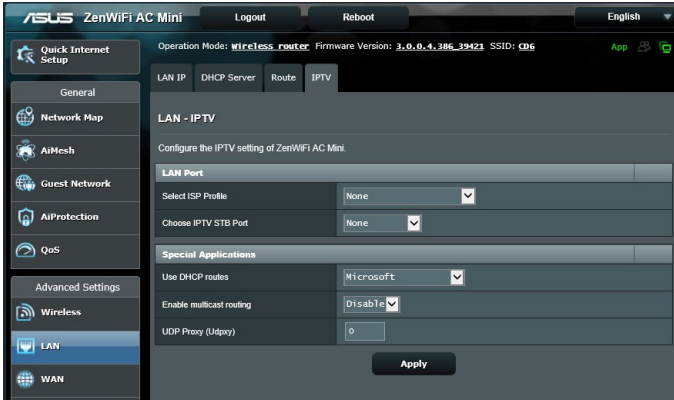 ASUS ZenWiFi AC Mini Logout Reboot English
Quick Internet Setup
Operation Mode: Wireless router Firmware Version: 3.0.0.4.386_39421 SSID: CD6 App
General
Network Map
AiMesh
Guest Network
AiProtection
QoS
Advanced Settings
Wireless
LAN
WAN
LAN IP DHCP Server Route IPTV
LAN - IPTV
Configure the IPTV setting of ZenWiFi AC Mini.
LAN Port
Select ISP Profile None
Choose IPTV STB Port None
Special Applications
Use DHCP routes Microsoft
Enable multicast routing Disable
UDP Proxy (Udpxy) 0
Apply